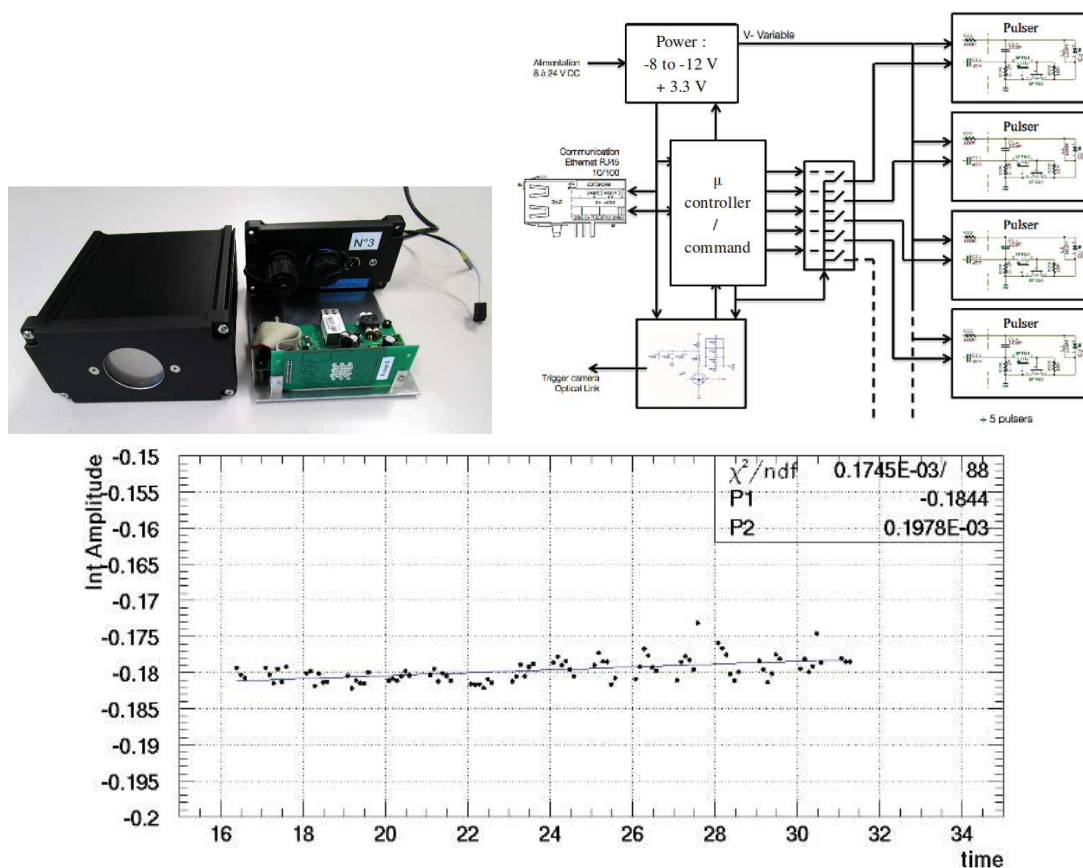 N°3
Power :
-8 to -12 V
+ 3.3 V
V- Variable
Alimentation
8 à 24 V DC
Communication
Ethernet RJ45
10/100
μ
controller
/
command
Trigger camera
Optical Link
Pulser
Pulser
Pulser
Pulser
+ 5 pulsers
χ²/ndf 0.1745E-03/ 88
P1 -0.1844
P2 0.1978E-03
Int Amplitude
-0.15
-0.155
-0.16
-0.165
-0.17
-0.175
-0.18
-0.185
-0.19
-0.195
-0.2
16 18 20 22 24 26 28 30 32 34
time